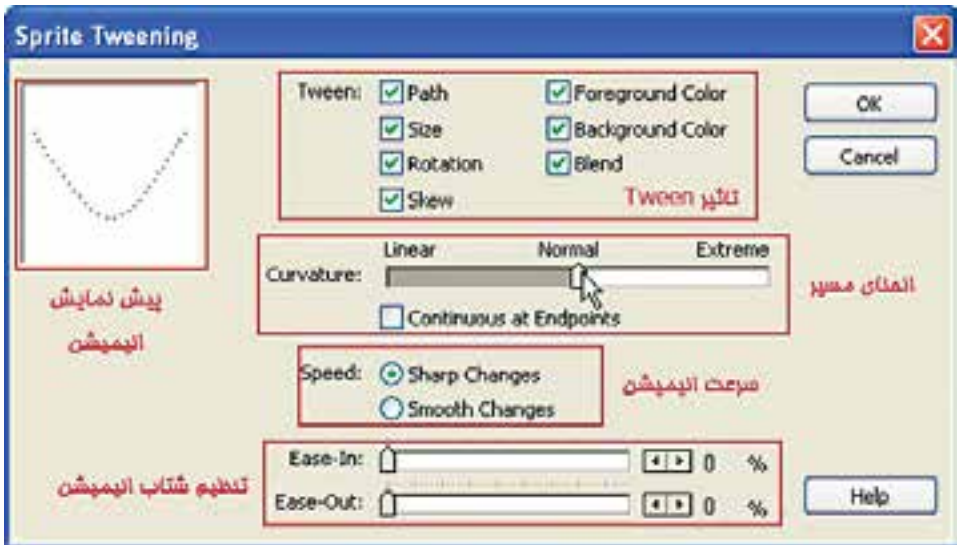 Sprite Tweening
Tween: Path Foreground Color
Size Background Color
Rotation Blend
Skew
تاثیر Tween
OK
Cancel
پیش نمایش
انیمیشن
Linear Normal Extreme
Curvature:
Continuous at Endpoints
انحنای مسیر
Speed: Sharp Changes
Smooth Changes
سرعت انیمیشن
Ease-In: 0 %
Ease-Out: 0 %
تنظیم شتاب انیمیشن
Help